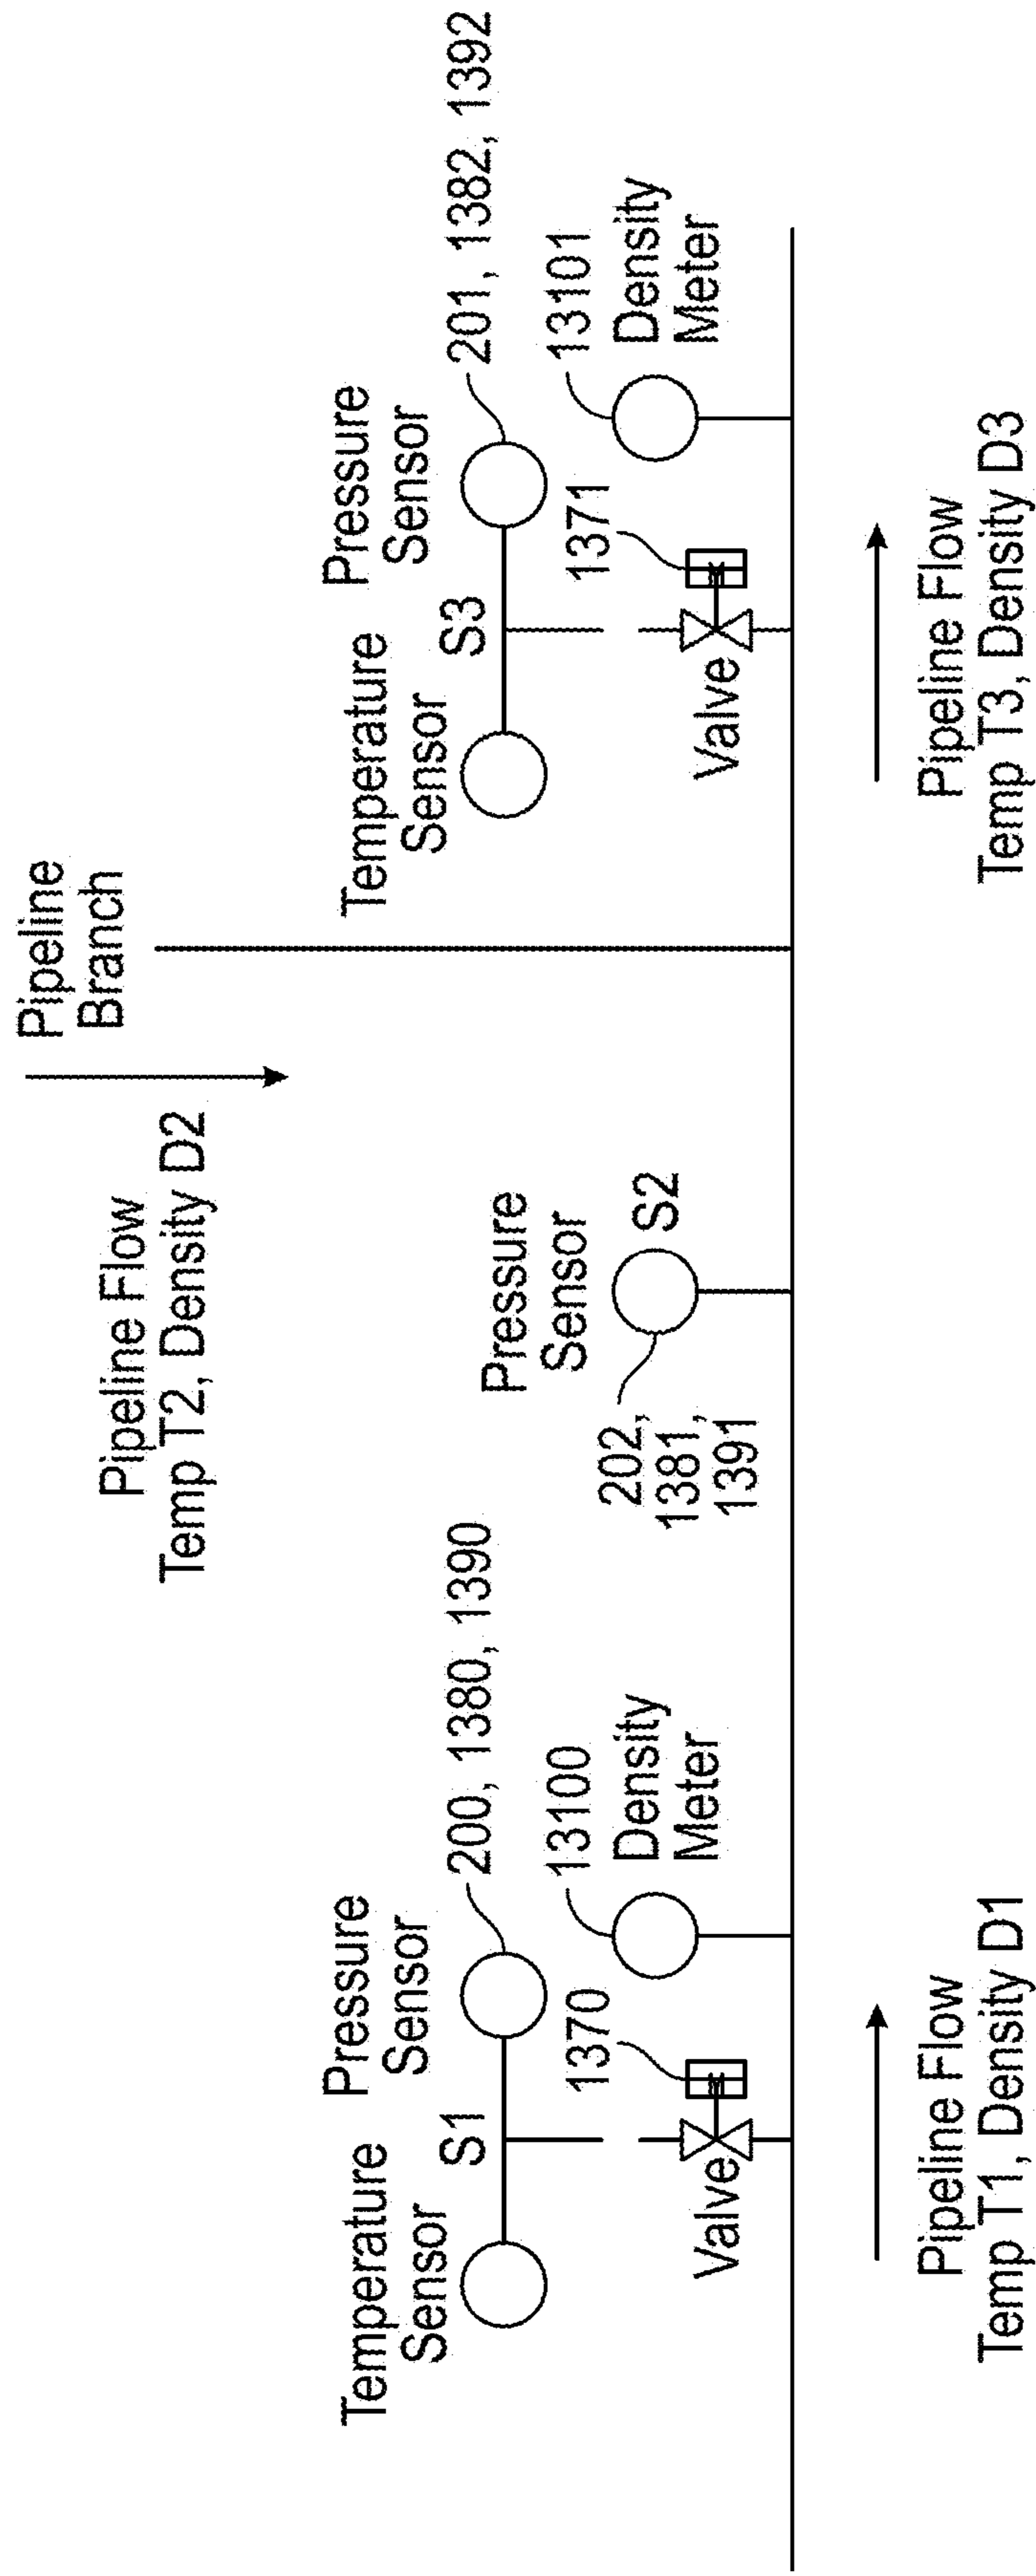 Pipeline
Branch
Pipeline Flow
Temp T2, Density D2
Temperature
Sensor
S1
Pressure
Sensor
200, 1380, 1390
1370
Valve
13100
Density
Meter
Pressure
Sensor
S2
202,
1381,
1391
Temperature
Sensor
S3
Pressure
Sensor
201, 1382, 1392
1371
Valve
13101
Density
Meter
Pipeline Flow
Temp T1, Density D1
Pipeline Flow
Temp T3, Density D3